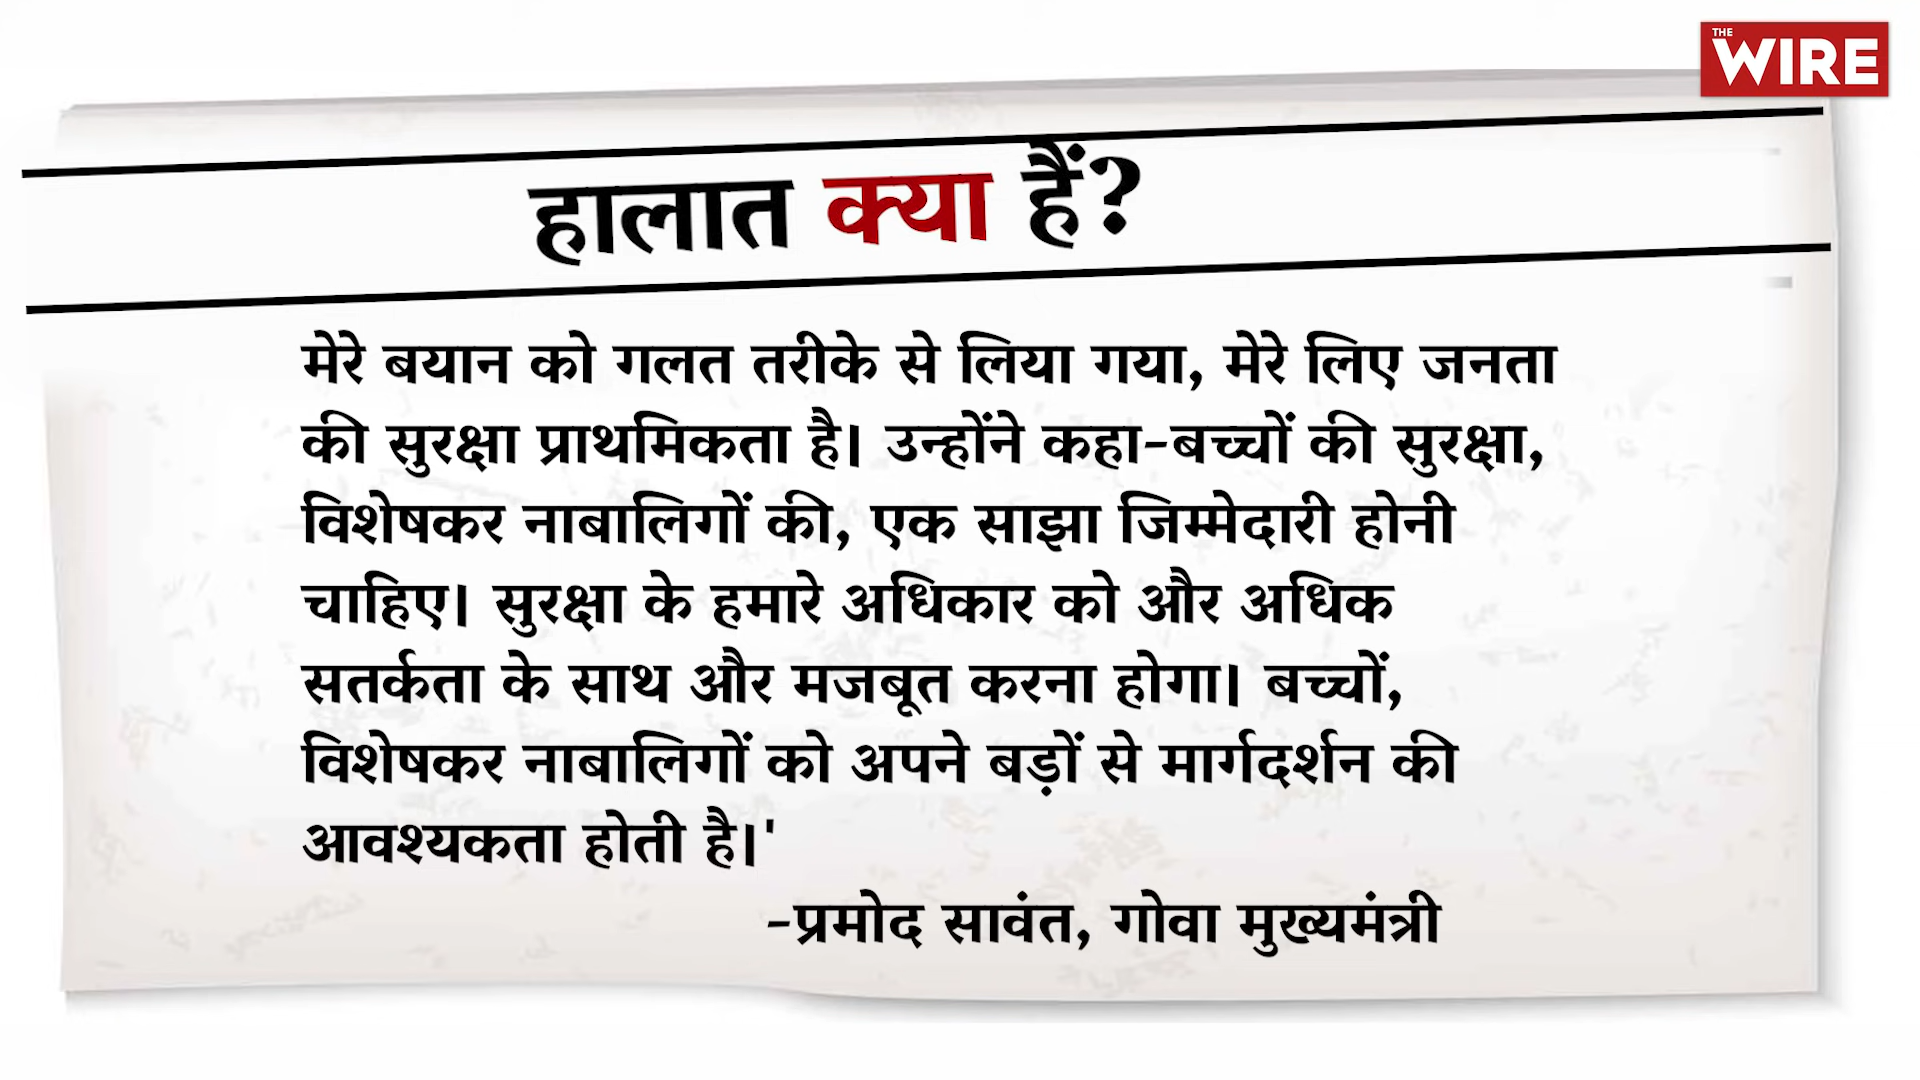 THE
WIRE
हालात क्या हैं?
मेरे बयान को गलत तरीके से लिया गया, मेरे लिए जनता
की सुरक्षा प्राथमिकता है। उन्होंने कहा-बच्चों की सुरक्षा,
विशेषकर नाबालिगों की, एक साझा जिम्मेदारी होनी
चाहिए। सुरक्षा के हमारे अधिकार को और अधिक
सतर्कता के साथ और मजबूत करना होगा। बच्चों,
विशेषकर नाबालिगों को अपने बड़ों से मार्गदर्शन की
आवश्यकता होती है।'
-प्रमोद सावंत, गोवा मुख्यमंत्री